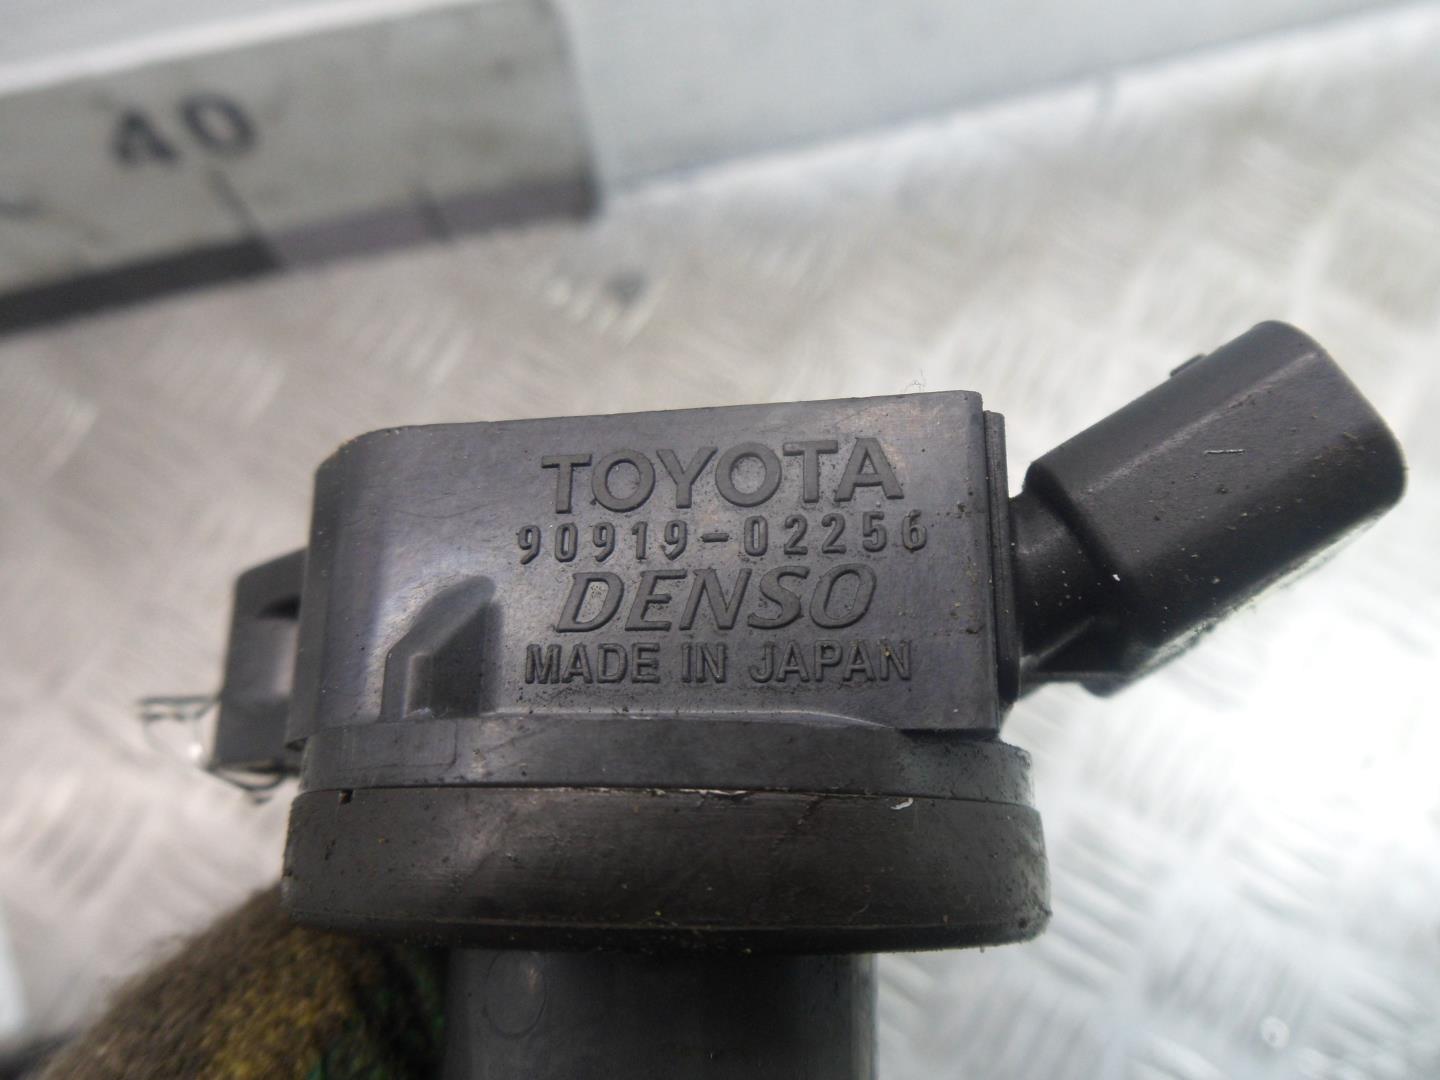 40
TOYOTA
90919-02256
DENSO
MADE IN JAPAN